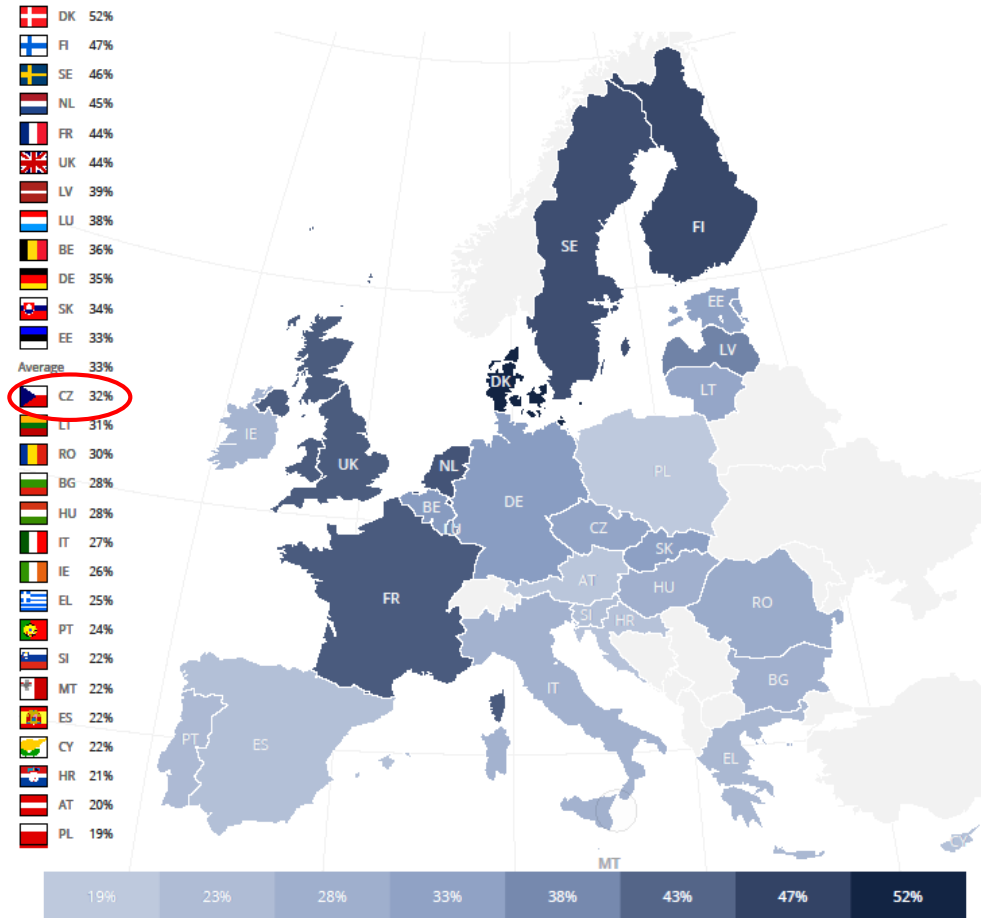 DK 52%
FI 47%
SE 46%
NL 45%
FR 44%
UK 44%
LV 39%
LU 38%
BE 36%
DE 35%
SK 34%
EE 33%
Average 33%
CZ 32%
LT 31%
RO 30%
BG 28%
HU 28%
IT 27%
IE 26%
EL 25%
PT 24%
SI 22%
MT 22%
ES 22%
CY 22%
HR 21%
AT 20%
PL 19%
FI
SE
EE
LV
LT
DK
IE
UK
NL
PL
BE
DE
LU
CZ
SK
AT
HU
FR
RO
SI
HR
IT
BG
PT
ES
EL
CY
MT
19% 23% 28% 33% 38% 43% 47% 52%